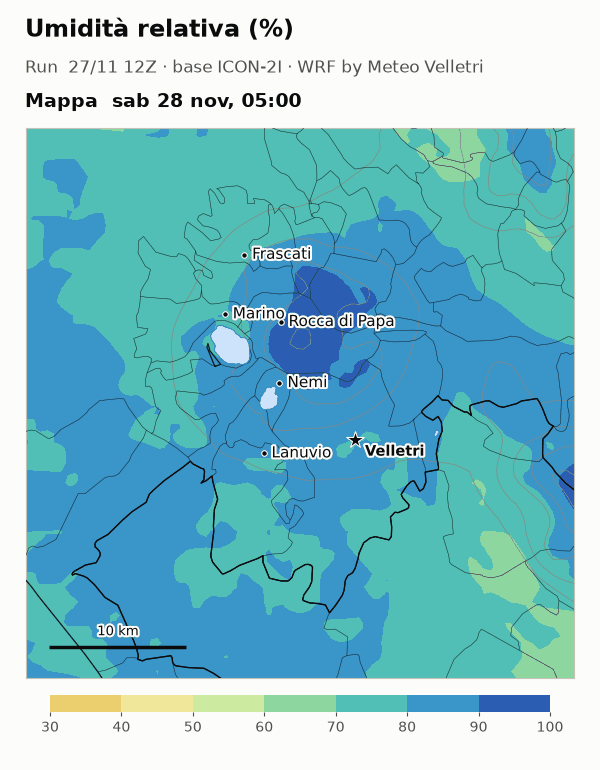 Umidità relativa (%)
Run  27/11 12Z · base ICON-2I · WRF by Meteo Velletri
Mappa  sab 28 nov, 05:00
Frascati
Marino
Rocca di Papa
Nemi
Velletri
Lanuvio
10 km
30 40 50 60 70 80 90 100